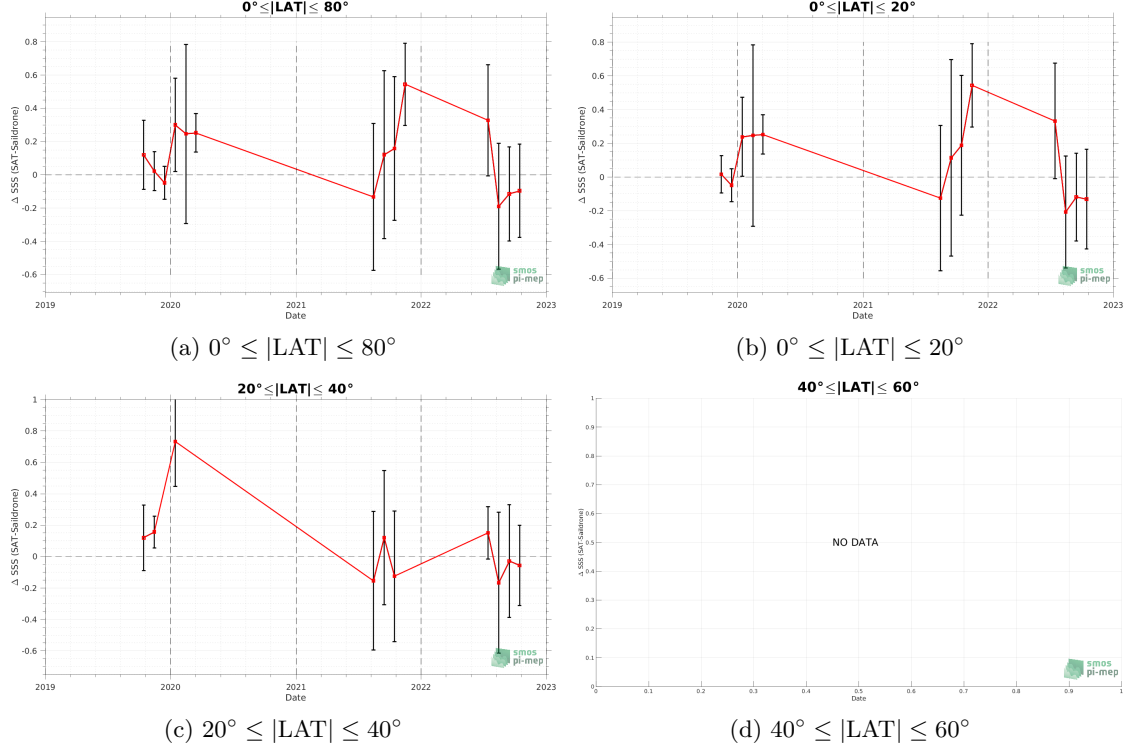 0°≤|LAT|≤ 80°
Δ SSS (SAT-Saildrone)
0.8
0.6
0.4
0.2
0
-0.2
-0.4
-0.6
smos
pi-mep
2019
2020
2021
2022
2023
Date
(a) 0° ≤ |LAT| ≤ 80°
0°≤|LAT|≤ 20°
Δ SSS (SAT-Saildrone)
0.8
0.6
0.4
0.2
0
-0.2
-0.4
-0.6
smos
pi-mep
2019
2020
2021
2022
2023
Date
(b) 0° ≤ |LAT| ≤ 20°
20°≤|LAT|≤ 40°
Δ SSS (SAT-Saildrone)
1
0.8
0.6
0.4
0.2
0
-0.2
-0.4
-0.6
smos
pi-mep
2019
2020
2021
2022
2023
Date
(c) 20° ≤ |LAT| ≤ 40°
40°≤|LAT|≤ 60°
Δ SSS (SAT-Saildrone)
1
0.9
0.8
0.7
0.6
0.5
0.4
0.3
0.2
0.1
0
NO DATA
smos
pi-mep
0
0.1
0.2
0.3
0.4
0.5
0.6
0.7
0.8
0.9
1
Date
(d) 40° ≤ |LAT| ≤ 60°